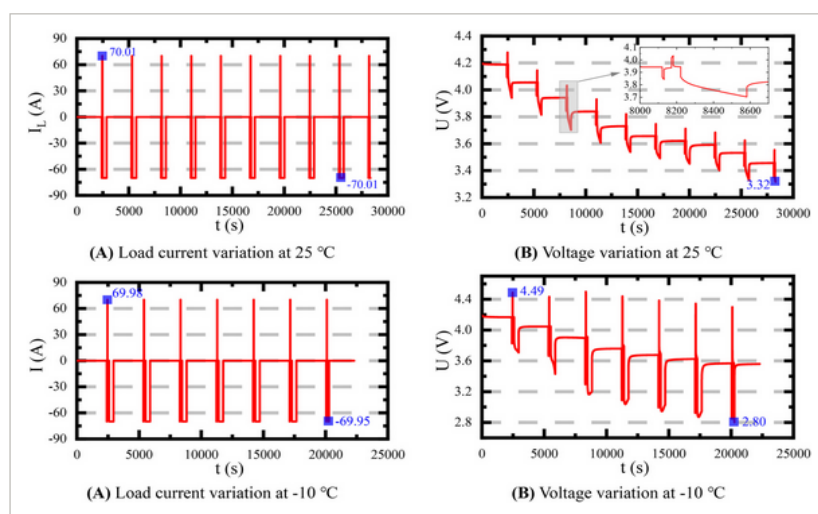 90
60
30
0
-30
-60
-90
I_L (A)
70.01
-70.01
0 5000 10000 15000 20000 25000 30000
t (s)
(A) Load current variation at 25 °C
4.4
4.2
4.0
3.8
3.6
3.4
3.2
U (V)
4.1
4.0
3.9
3.8
3.7
8000 8200 8400 8600
3.32
0 5000 10000 15000 20000 25000 30000
t (s)
(B) Voltage variation at 25 °C
90
60
30
0
-30
-60
-90
I (A)
69.98
-69.95
0 5000 10000 15000 20000 25000
t (s)
(A) Load current variation at -10 °C
4.4
4.0
3.6
3.2
2.8
U (V)
4.49
2.80
0 5000 10000 15000 20000 25000
t (s)
(B) Voltage variation at -10 °C